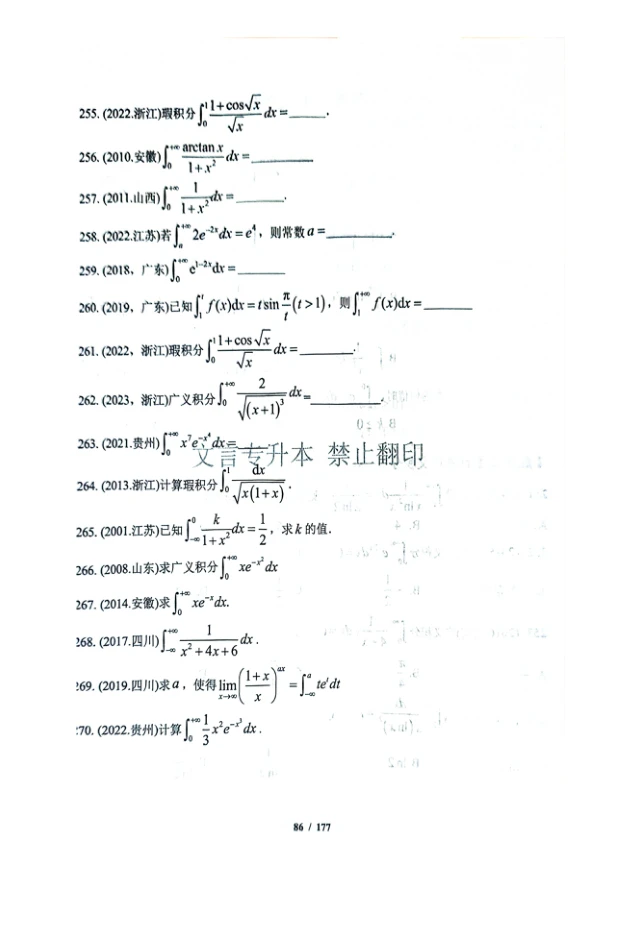 255. (2022.浙江)瑕积分∫₀¹ (1+cos√x)/√x dx=______.
256. (2010.安徽)∫₀^{+∞} arctan x/(1+x²) dx=________
257. (2011.山西)∫₀^{+∞} 1/(1+x²) dx=______.
258. (2022.江苏)若∫ₐ^{+∞} 2e^{-2x}dx=e⁴，则常数a=________.
259. (2018、广东)∫₀^{+∞} e^{1-2x}dx=______
260. (2019、广东)已知∫₁ᵗ f(x)dx=t sin π/t (t>1)，则∫₁^{+∞} f(x)dx=______
261. (2022，浙江)瑕积分∫₀¹ (1+cos√x)/√x dx=_______.
262. (2023，浙江)广义积分∫₀^{+∞} 2/√((x+1)³) dx=_________.
263. (2021.贵州)∫₀^{+∞} x⁷e^{-x⁴}dx=
文言专升本 禁止翻印
264. (2013.浙江)计算瑕积分∫₀¹ dx/√(x(1+x)).
265. (2001.江苏)已知∫_{-∞}^0 k/(1+x²) dx=1/2，求k的值.
266. (2008.山东)求广义积分∫₀^{+∞} xe^{-x²}dx
267. (2014.安徽)求∫₀^{+∞} xe^{-x}dx.
268. (2017.四川)∫_{-∞}^{+∞} 1/(x²+4x+6) dx.
269. (2019.四川)求a，使得lim_{x→∞}((1+x)/x)^{ax}=∫_{-∞}^a te^t dt
270. (2022.贵州)计算∫₀^{+∞} 1/3 x²e^{-x³}dx.
86 / 177